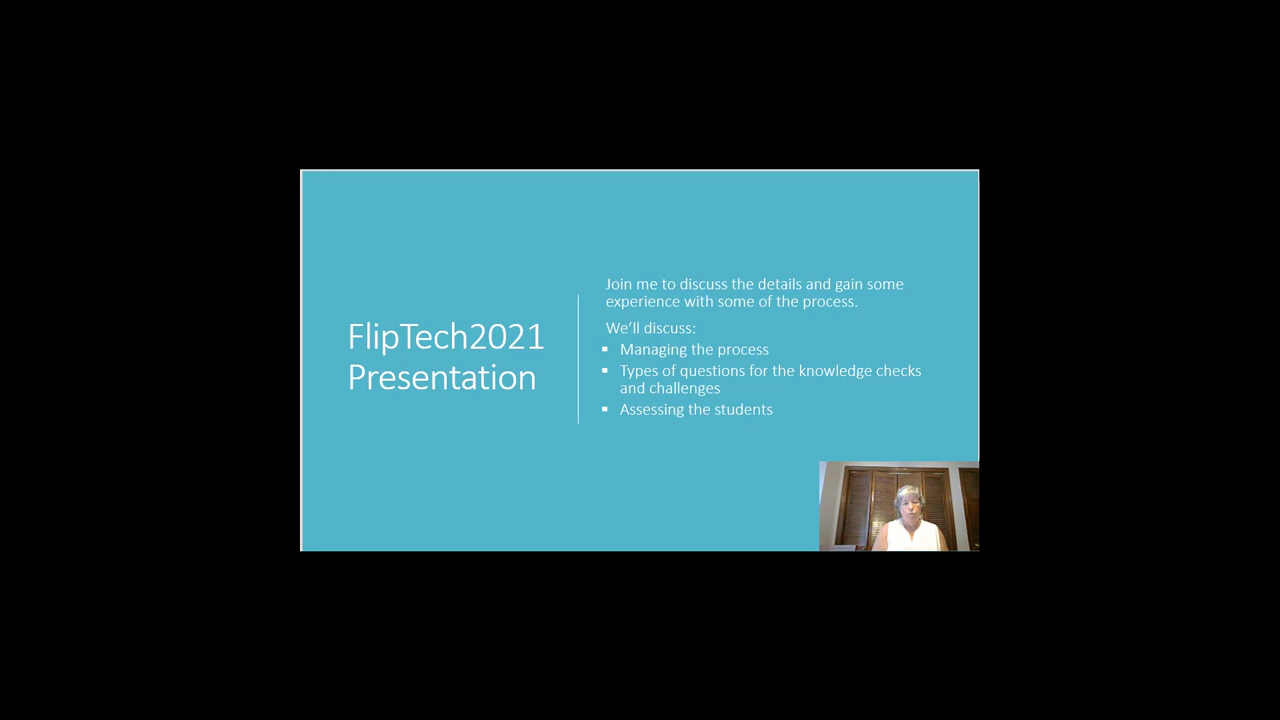 FlipTech2021
Presentation
Join me to discuss the details and gain some
experience with some of the process.
We'll discuss:
▪ Managing the process
▪ Types of questions for the knowledge checks
and challenges
▪ Assessing the students